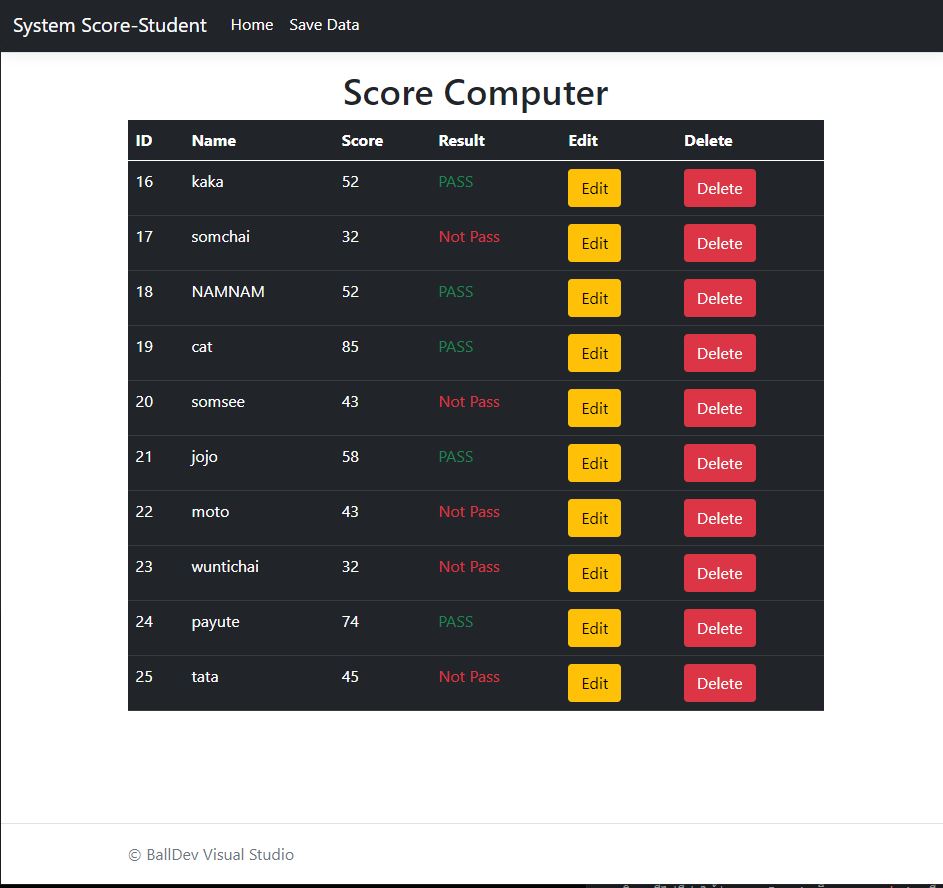 System Score-Student Home Save Data
Score Computer
ID Name Score Result Edit Delete
16 kaka 52 PASS Edit Delete
17 somchai 32 Not Pass Edit Delete
18 NAMNAM 52 PASS Edit Delete
19 cat 85 PASS Edit Delete
20 somsee 43 Not Pass Edit Delete
21 jojo 58 PASS Edit Delete
22 moto 43 Not Pass Edit Delete
23 wuntichai 32 Not Pass Edit Delete
24 payute 74 PASS Edit Delete
25 tata 45 Not Pass Edit Delete
© BallDev Visual Studio